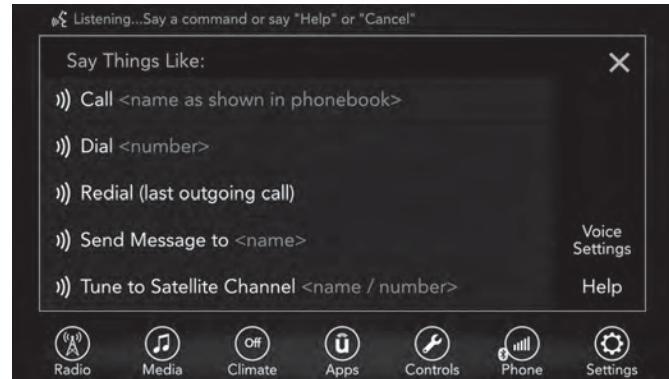 Listening...Say a command or say "Help" or "Cancel"
Say Things Like:
Call <name as shown in phonebook>
Dial <number>
Redial (last outgoing call)
Send Message to <name>
Tune to Satellite Channel <name / number>
Voice
Settings
Help
Radio
Media
Off
Climate
û
Apps
Controls
Phone
Settings